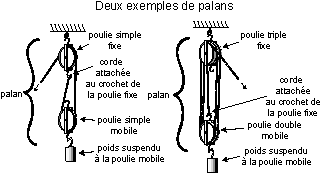 Deux exemples de palans
poulie simple
fixe
corde
attachée
au crochet de
la poulie fixe
palan
poulie simple
mobile
poids suspendu
à la poulie mobile
poulie triple
fixe
corde
attachée
au crochet de
la poulie fixe
palan
poulie double
mobile
poids suspendu
à la poulie mobile